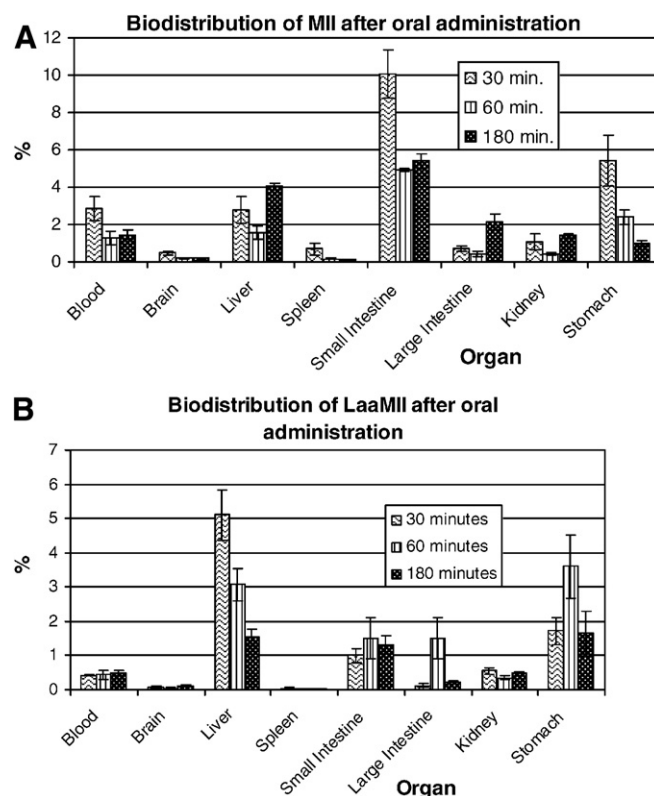 A
Biodistribution of MII after oral administration
12
10
8
6
4
2
0
%
30 min.
60 min.
180 min.
Blood
Brain
Liver
Spleen
Small Intestine
Large Intestine
Kidney
Stomach
Organ
B
Biodistribution of LaaMII after oral
administration
7
6
5
4
3
2
1
0
%
30 minutes
60 minutes
180 minutes
Blood
Brain
Liver
Spleen
Small Intestine
Large Intestine
Kidney
Stomach
Organ